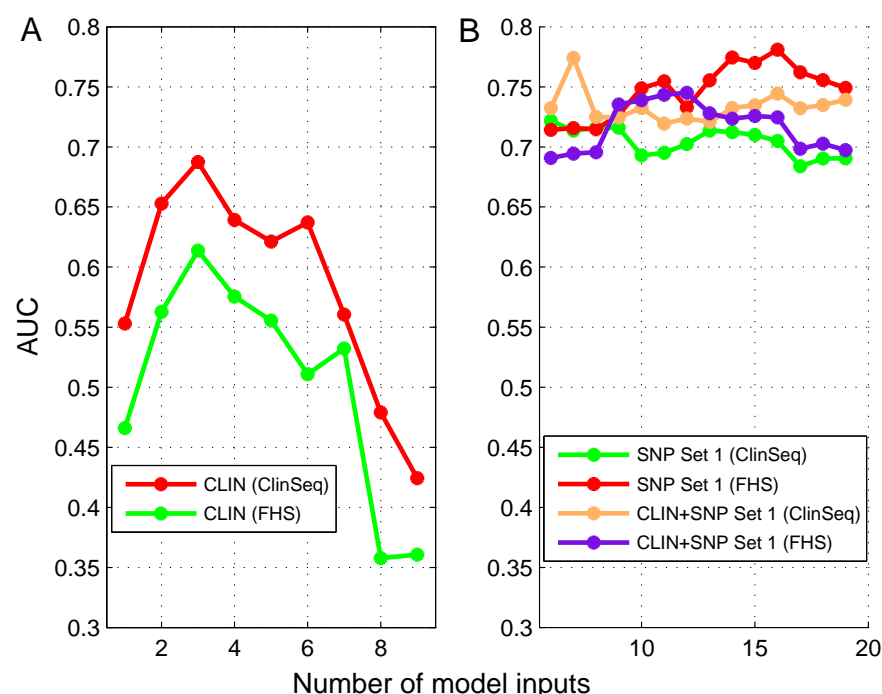 A
B
0.8
0.75
0.7
0.65
0.6
0.55
0.5
0.45
0.4
0.35
0.3
AUC
2
4
6
8
CLIN (ClinSeq)
CLIN (FHS)
0.8
0.75
0.7
0.65
0.6
0.55
0.5
0.45
0.4
0.35
0.3
10
15
20
SNP Set 1 (ClinSeq)
SNP Set 1 (FHS)
CLIN+SNP Set 1 (ClinSeq)
CLIN+SNP Set 1 (FHS)
Number of model inputs